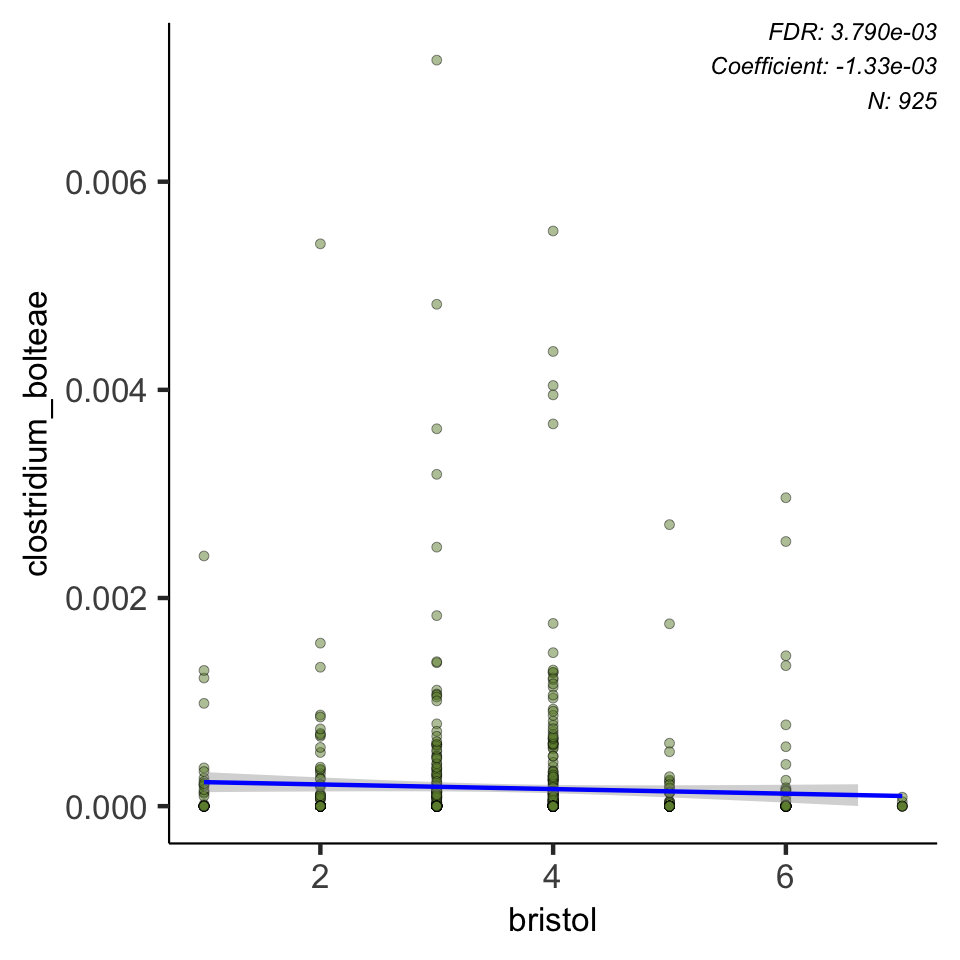 FDR: 3.790e-03
Coefficient: -1.33e-03
N: 925
0.006
0.004
0.002
0.000
clostridium_bolteae
2 4 6
bristol